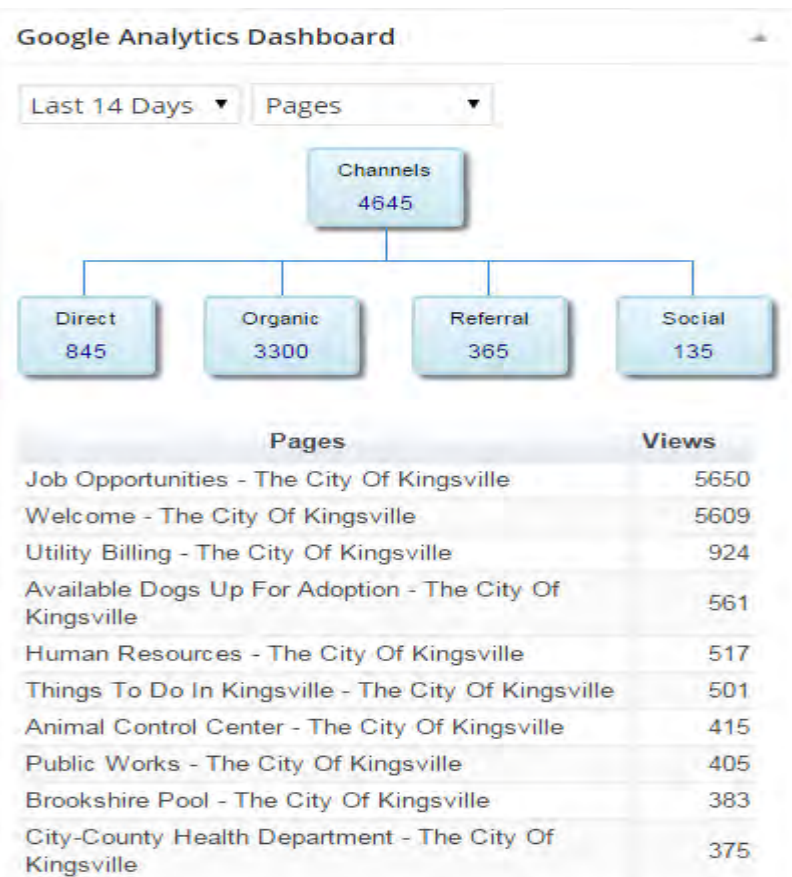 Google Analytics Dashboard
Last 14 Days Pages
Channels
4645
Direct Organic Referral Social
845 3300 365 135
Pages Views
Job Opportunities - The City Of Kingsville 5650
Welcome - The City Of Kingsville 5609
Utility Billing - The City Of Kingsville 924
Available Dogs Up For Adoption - The City Of
Kingsville 561
Human Resources - The City Of Kingsville 517
Things To Do In Kingsville - The City Of Kingsville 501
Animal Control Center - The City Of Kingsville 415
Public Works - The City Of Kingsville 405
Brookshire Pool - The City Of Kingsville 383
City-County Health Department - The City Of
Kingsville 375